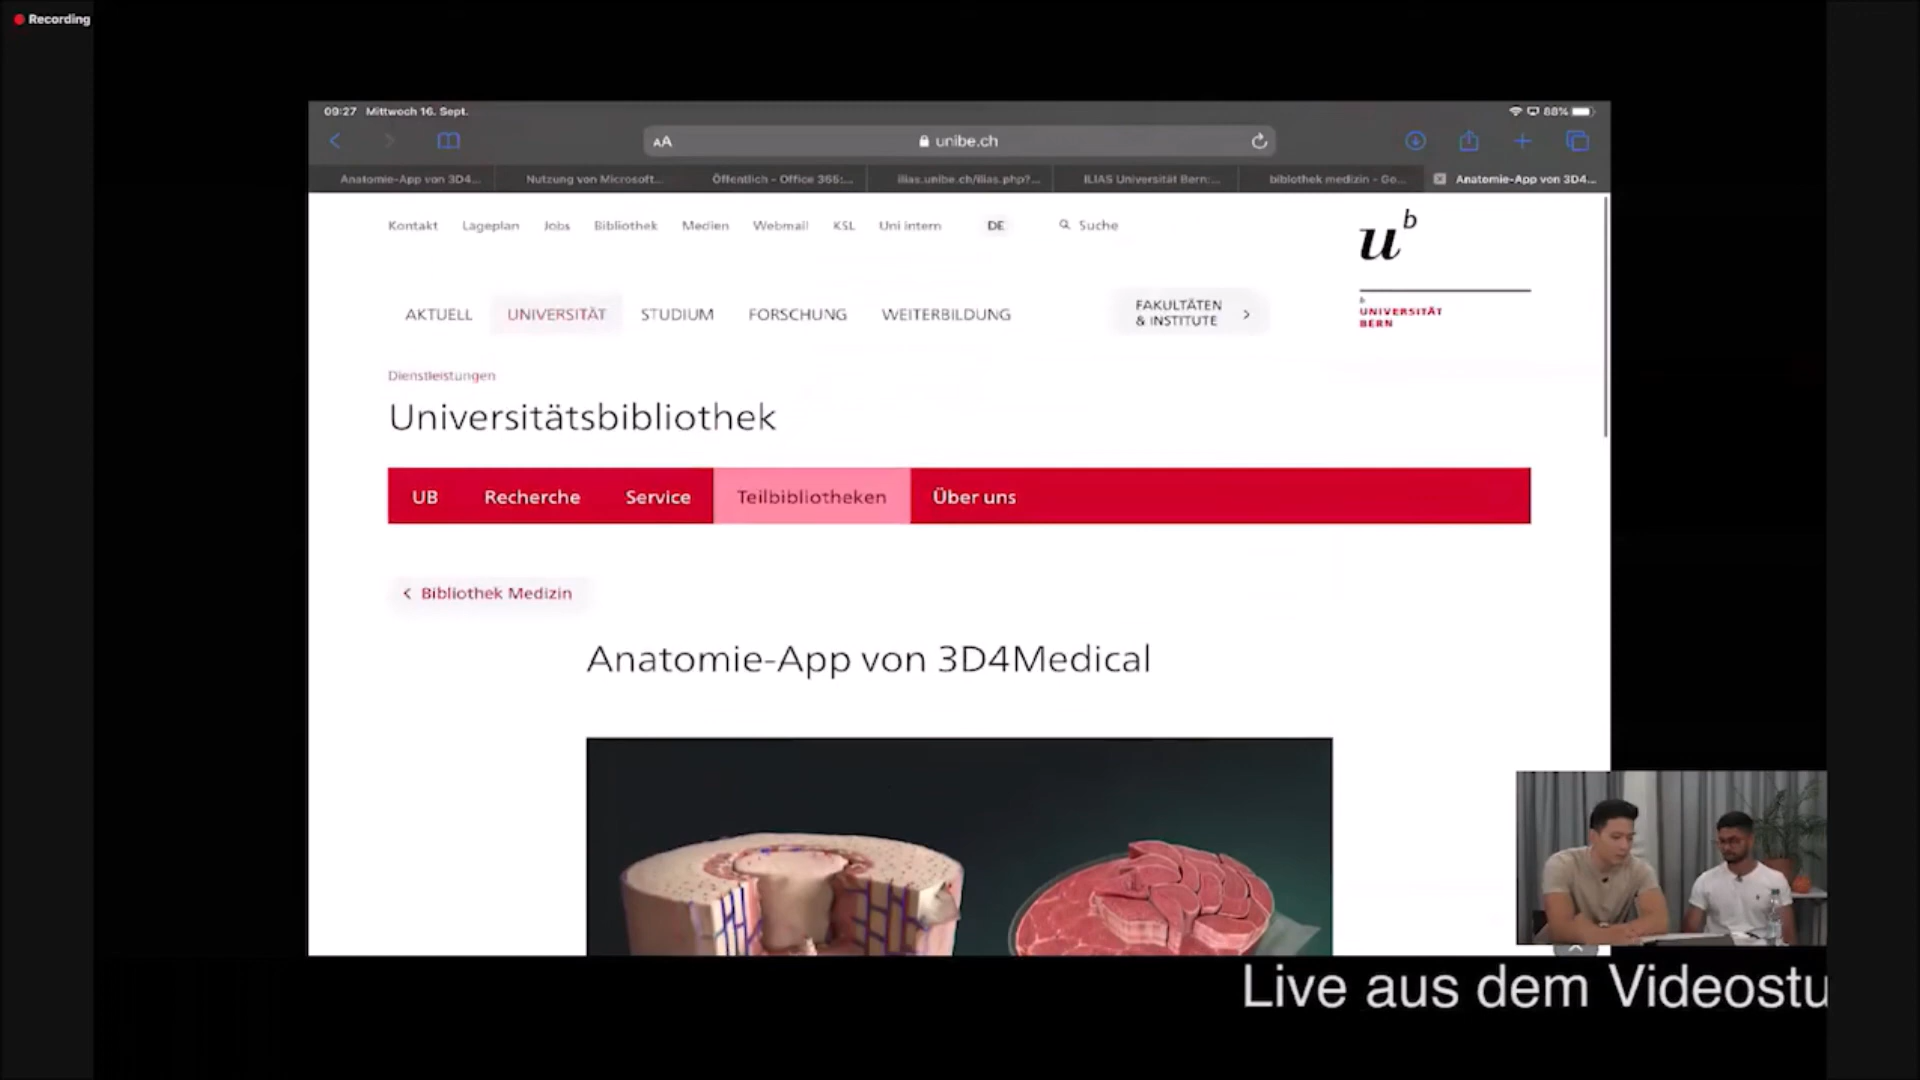 Recording
09:27 Mittwoch 16. Sept.
88%
AA
unibe.ch
Anatomie-App von 3D4...
Nutzung von Microsoft...
Öffentlich - Office 365:...
ilias.unibe.ch/ilias.php?...
ILIAS Universität Bern:...
bibliothek medizin - Go...
Anatomie-App von 3D4...
Kontakt Lageplan Jobs Bibliothek Medien Webmail KSL Uni intern DE Suche
u b
AKTUELL UNIVERSITÄT STUDIUM FORSCHUNG WEITERBILDUNG
FAKULTÄTEN
& INSTITUTE
b
UNIVERSITÄT
BERN
Dienstleistungen
Universitätsbibliothek
UB Recherche Service Teilbibliotheken Über uns
Bibliothek Medizin
Anatomie-App von 3D4Medical
Live aus dem Videostu